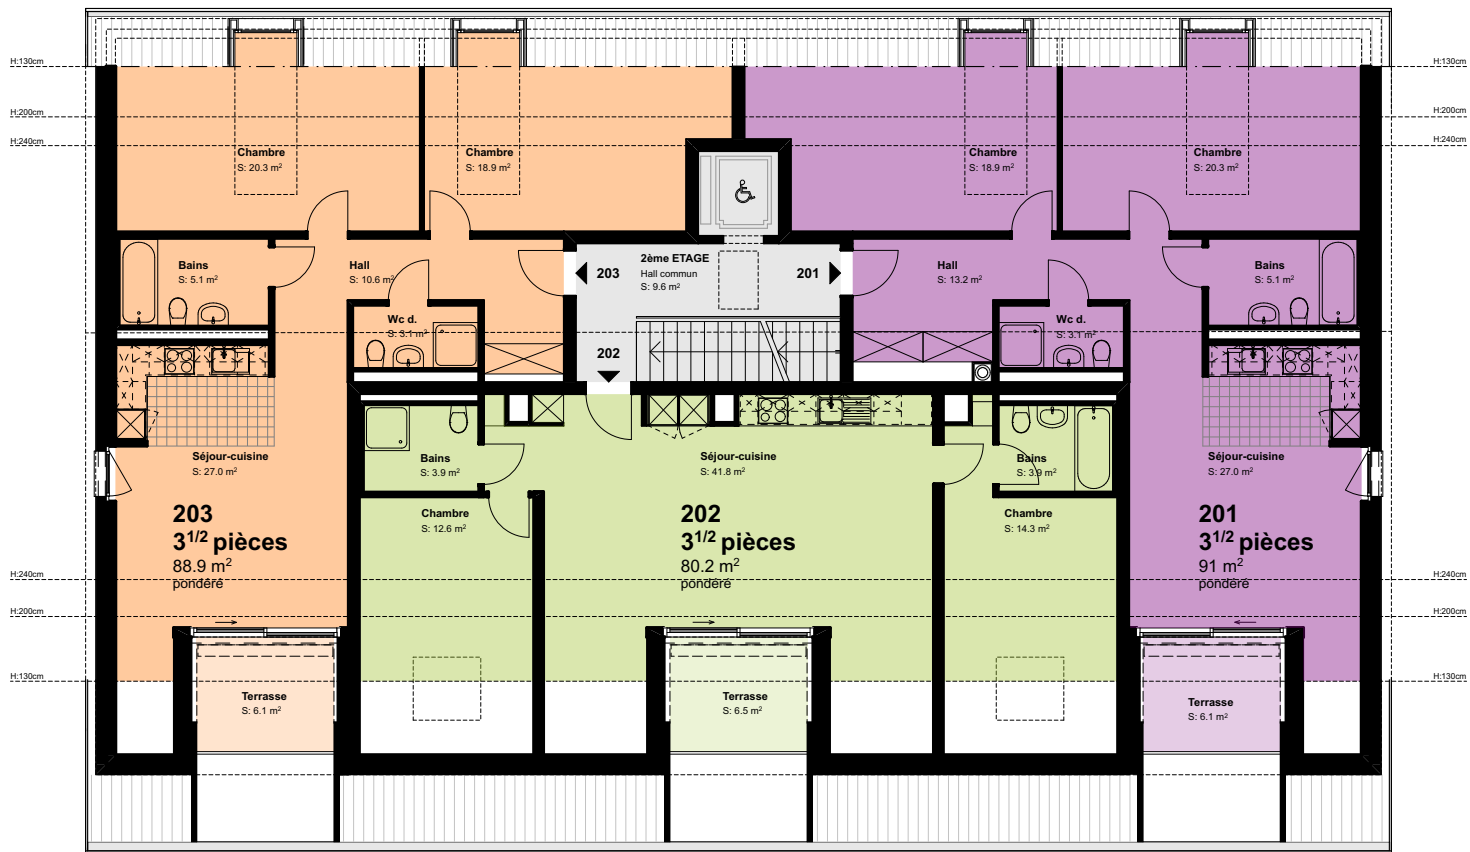 H:130cm
H:130cm
H:200cm
H:200cm
H:240cm
H:240cm
Chambre
S: 20.3 m²
Chambre
S: 18.9 m²
Chambre
S: 18.9 m²
Chambre
S: 20.3 m²
Bains
S: 5.1 m²
Hall
S: 10.6 m²
203
2ème ETAGE
Hall commun
S: 9.6 m²
201
Hall
S: 13.2 m²
Bains
S: 5.1 m²
Wc d.
S: 3.1 m²
202
Wc d.
S: 3.1 m²
Séjour-cuisine
S: 27.0 m²
Bains
S: 3.9 m²
Séjour-cuisine
S: 41.8 m²
Bains
S: 3.9 m²
Séjour-cuisine
S: 27.0 m²
203
3 1/2 pièces
88.9 m²
pondéré
Chambre
S: 12.6 m²
202
3 1/2 pièces
80.2 m²
pondéré
Chambre
S: 14.3 m²
201
3 1/2 pièces
91 m²
pondéré
H:240cm
H:240cm
H:200cm
H:200cm
H:130cm
H:130cm
Terrasse
S: 6.1 m²
Terrasse
S: 6.5 m²
Terrasse
S: 6.1 m²